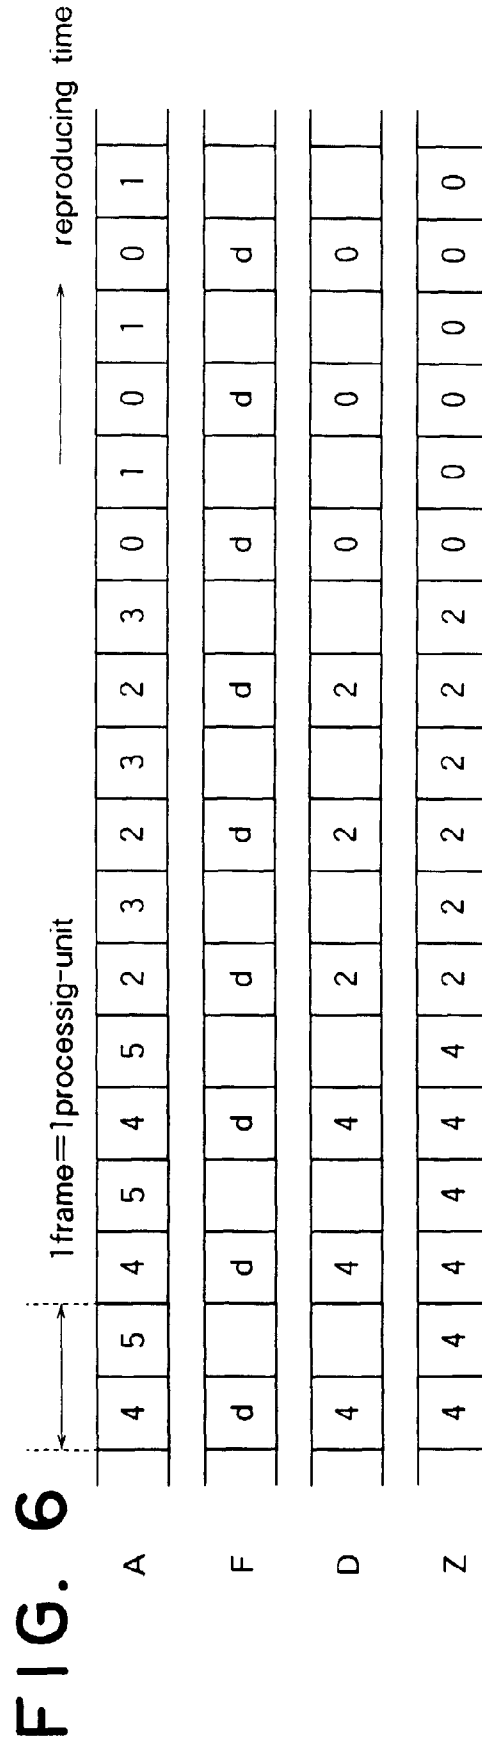 FIG. 6
1frame=1processig-unit
reproducing time
A 4 5 4 5 4 5 2 3 2 3 2 3 0 1 0 1 0 1
F d d d d d d d d d
D 4 4 4 2 2 2 0 0 0
Z 4 4 4 4 4 4 2 2 2 2 2 2 0 0 0 0 0 0